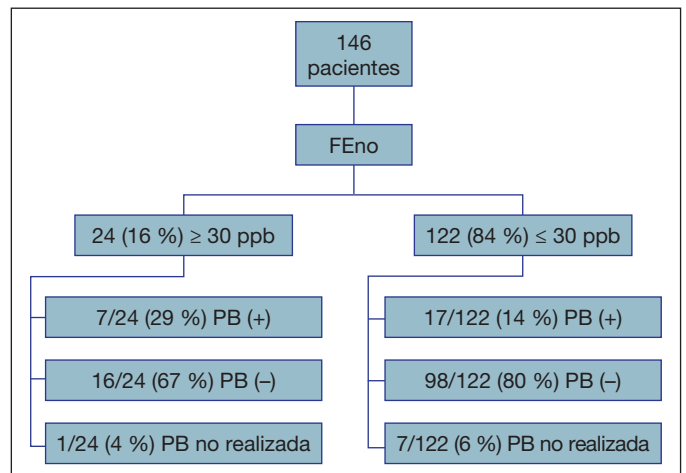 146
pacientes
FEno
24 (16 %) ≥ 30 ppb
122 (84 %) ≤ 30 ppb
7/24 (29 %) PB (+)
17/122 (14 %) PB (+)
16/24 (67 %) PB (–)
98/122 (80 %) PB (–)
1/24 (4 %) PB no realizada
7/122 (6 %) PB no realizada